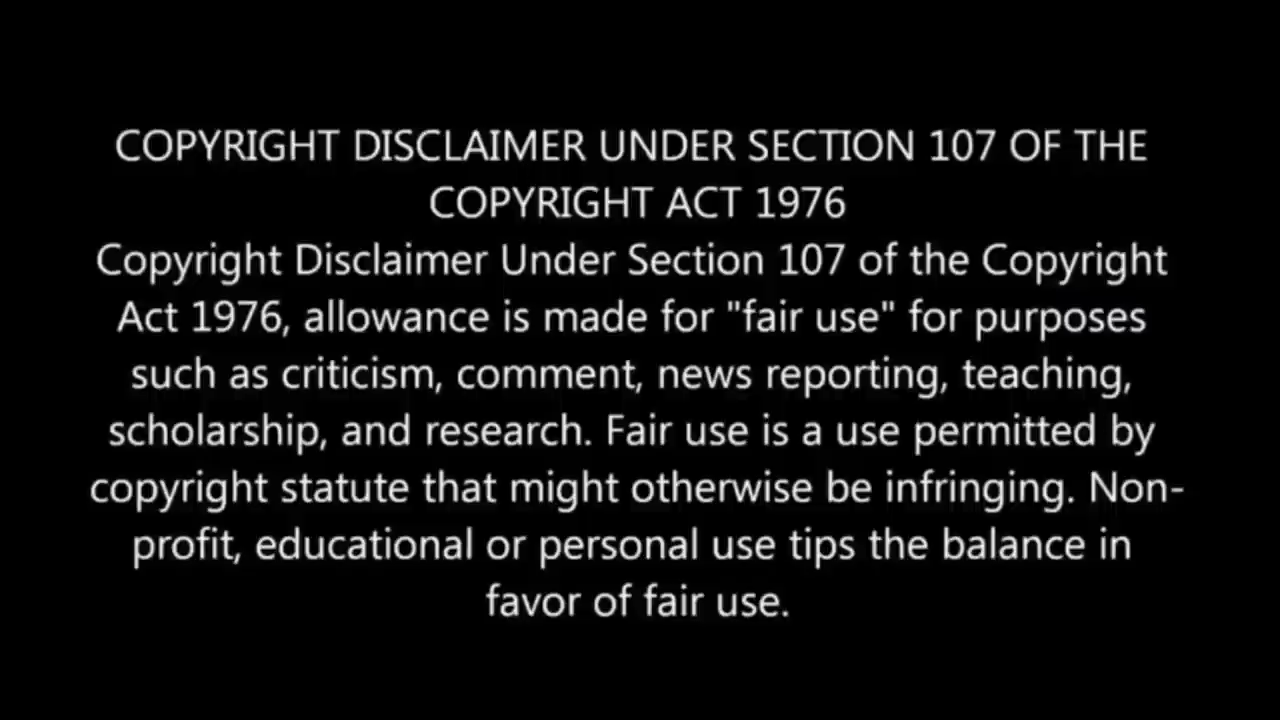 COPYRIGHT DISCLAIMER UNDER SECTION 107 OF THE
COPYRIGHT ACT 1976
Copyright Disclaimer Under Section 107 of the Copyright
Act 1976, allowance is made for "fair use" for purposes
such as criticism, comment, news reporting, teaching,
scholarship, and research. Fair use is a use permitted by
copyright statute that might otherwise be infringing. Non-
profit, educational or personal use tips the balance in
favor of fair use.